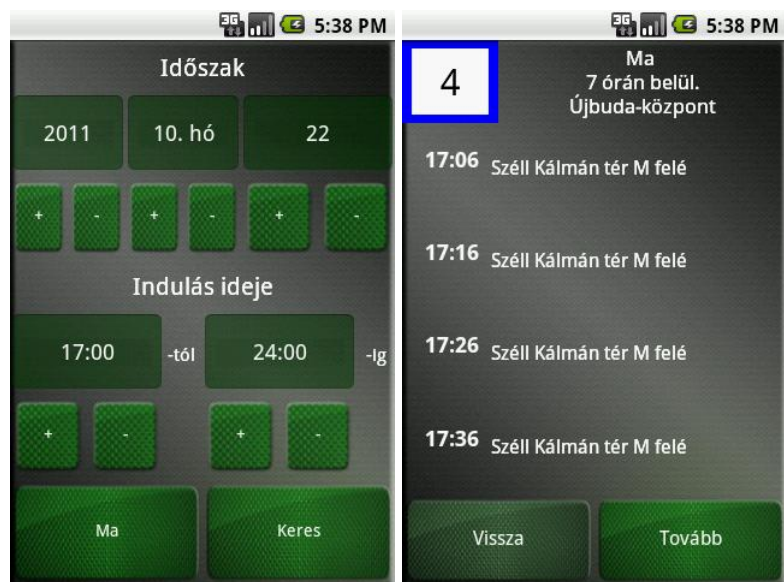 3G 5:38 PM
Időszak
2011 10. hó 22
+ - + - + -
Indulás ideje
17:00 -tól 24:00 -Ig
+ - + -
Ma Keres
3G 5:38 PM
4
Ma
7 órán belül.
Újbuda-központ
17:06 Széll Kálmán tér M felé
17:16 Széll Kálmán tér M felé
17:26 Széll Kálmán tér M felé
17:36 Széll Kálmán tér M felé
Vissza Tovább